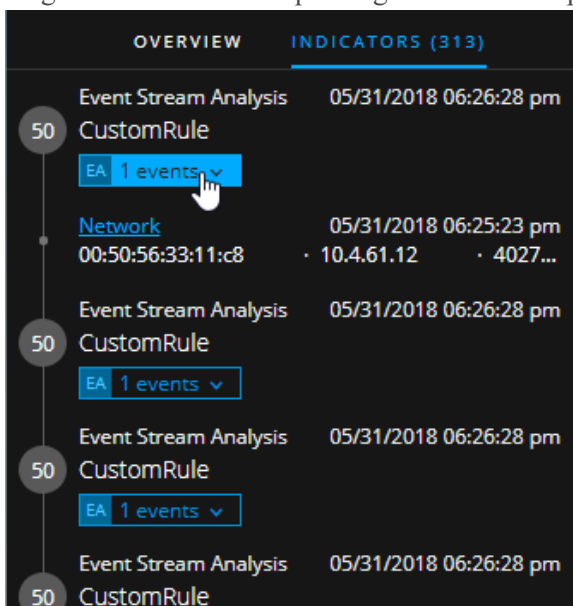 OVERVIEW INDICATORS (313)
Event Stream Analysis 05/31/2018 06:26:28 pm
50 CustomRule
EA 1 events
Network 05/31/2018 06:25:23 pm
00:50:56:33:11:c8 · 10.4.61.12 · 4027...
Event Stream Analysis 05/31/2018 06:26:28 pm
50 CustomRule
EA 1 events
Event Stream Analysis 05/31/2018 06:26:28 pm
50 CustomRule
EA 1 events
Event Stream Analysis 05/31/2018 06:26:28 pm
50 CustomRule